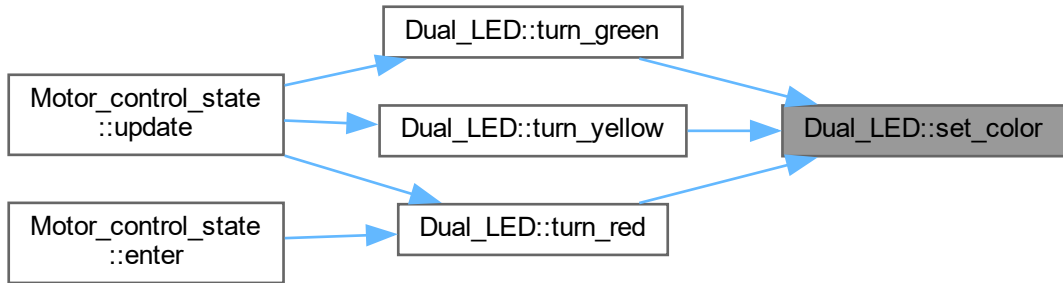 Dual_LED::turn_green
Motor_control_state
::update
Dual_LED::turn_yellow
Dual_LED::set_color
Motor_control_state
::enter
Dual_LED::turn_red